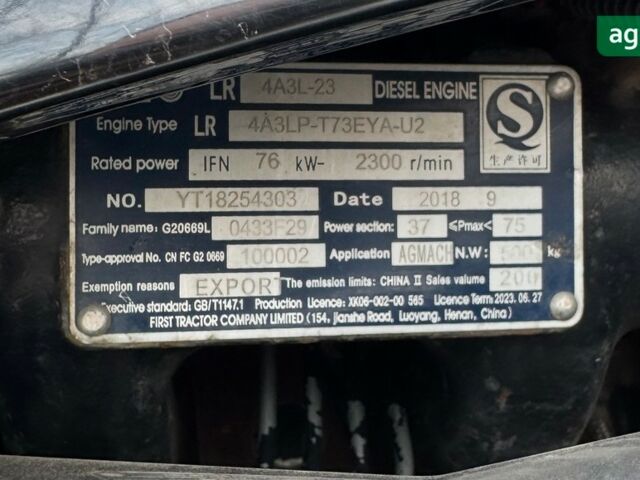 ag
LR 4A3L-23 DIESEL ENGINE
Engine Type LR 4A3LP-T73EYA-U2
生产许可
Rated power IFN 76 kW- 2300 r/min
NO. YT18254303 Date 2018 9
Family name: G20669L 0433F29 Power section: 37 ≤Pmax< 75
Type-approval No. CN FC G2 0669 100002 Application AGMACH N.W: kg
Exemption reasons EXPORT The emission limits: CHINA II Sales volume 200
Executive standard: GB/T1147.1 Production Licence: XK06-002-00 565 Licence Term: 2023. 06. 27
FIRST TRACTOR COMPANY LIMITED (154, Jianshe Road, Luoyang, Henan, China)